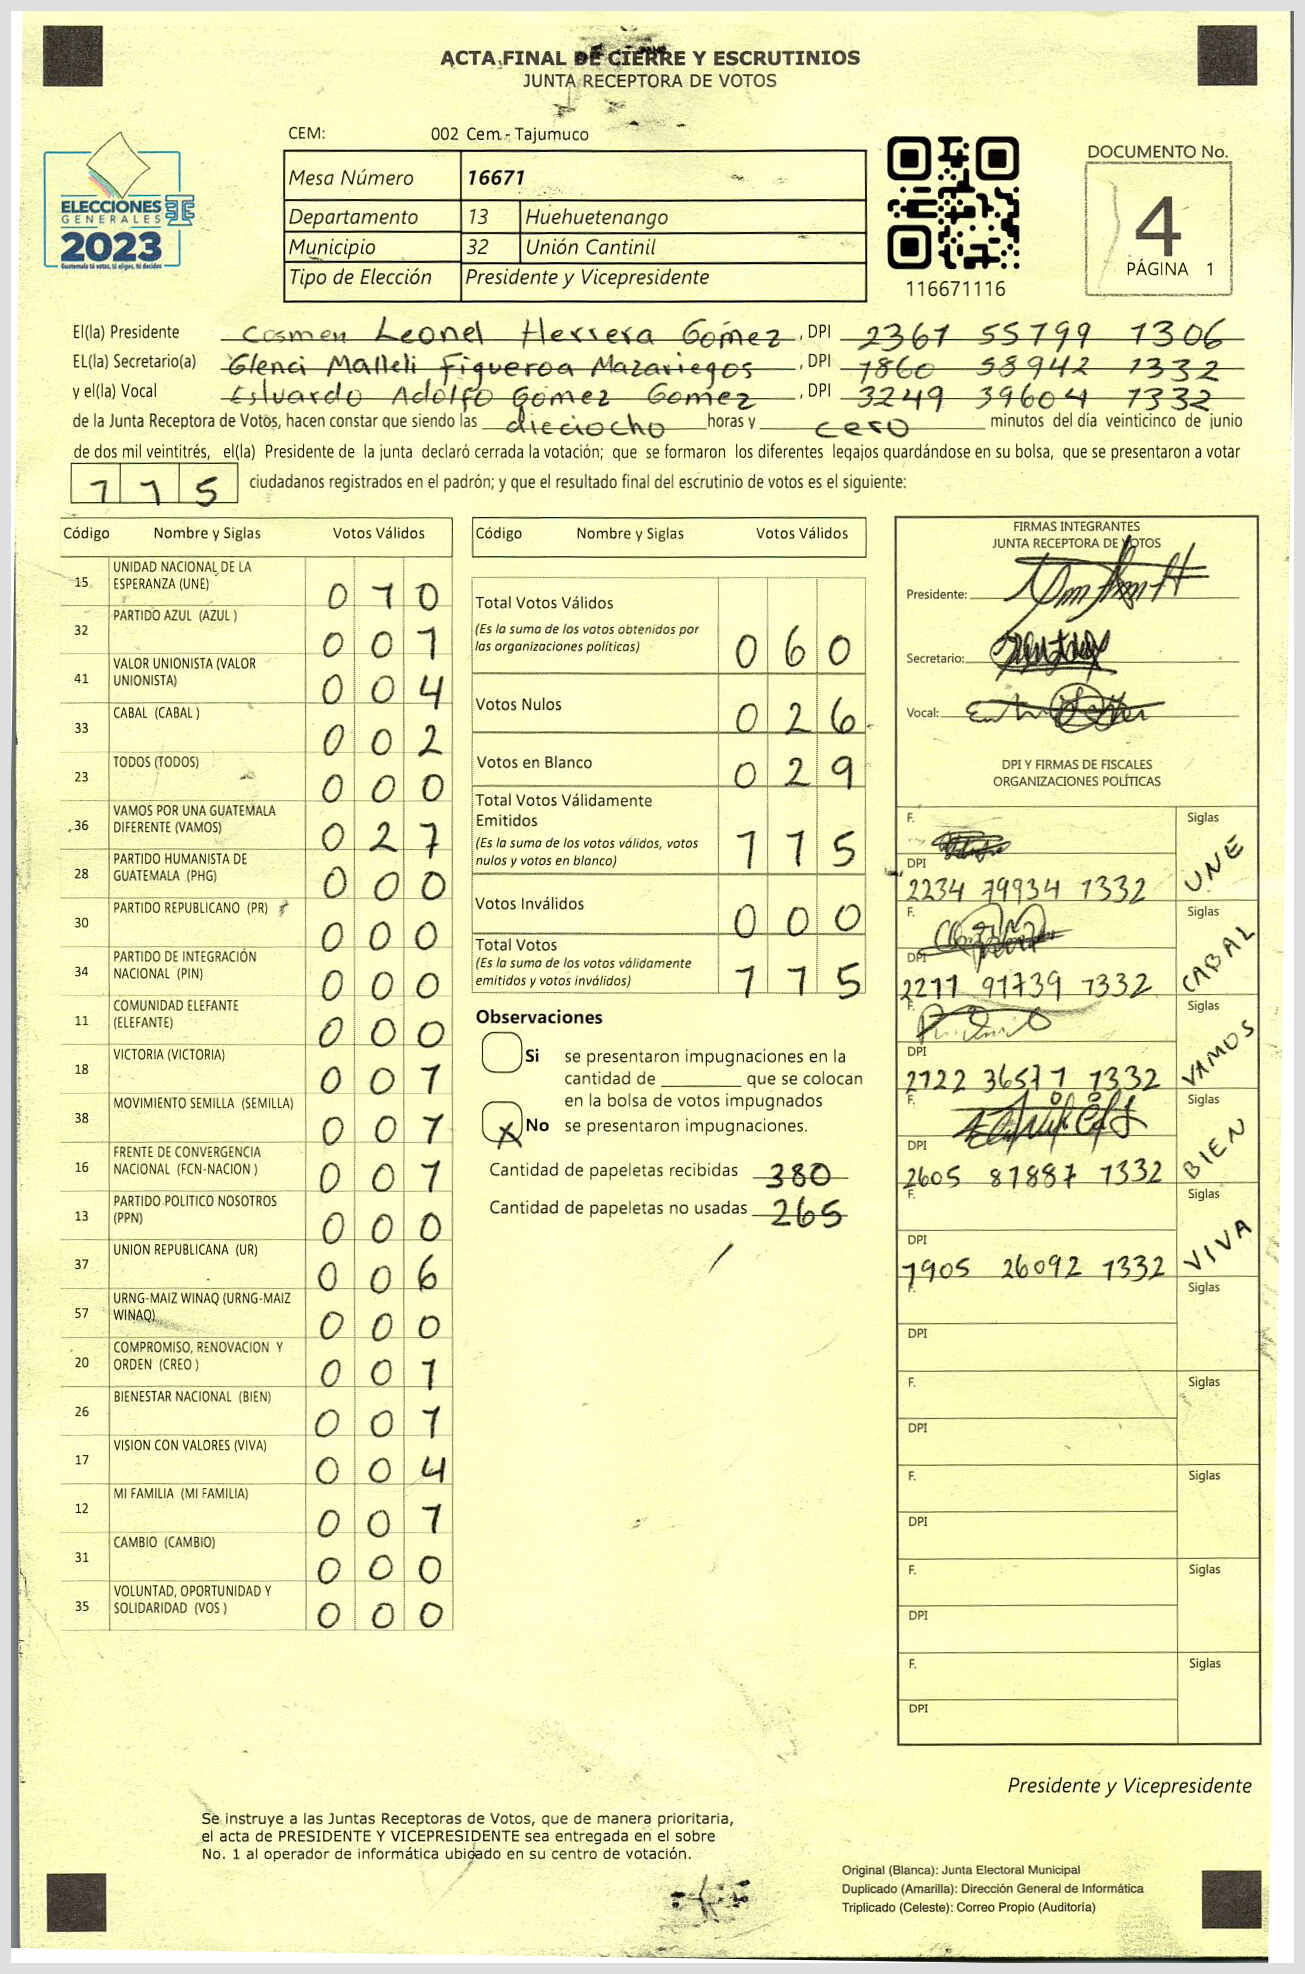 ACTA FINAL DE CIERRE Y ESCRUTINIOS
JUNTA RECEPTORA DE VOTOS
CEM: 002 Cem.- Tajumuco
DOCUMENTO No.
4
PÁGINA 1
ELECCIONES
GENERALES
2023
Guatemala tú votas, tú eliges, tú decides
Mesa Número 16671
Departamento 13 Huehuetenango
Municipio 32 Unión Cantinil
Tipo de Elección Presidente y Vicepresidente
116671116
El(la) Presidente Cosmen Leonel Herrera Gómez, DPI 2361 55199 1306
EL(la) Secretario(a) Glenci Malleli Figueroa Mazariegos, DPI 1860 58942 1332
y el(la) Vocal Estuardo Adolfo Gómez Gomez, DPI 3249 39604 1332
de la Junta Receptora de Votos, hacen constar que siendo las dieciocho horas y cero minutos del día veinticinco de junio
de dos mil veintitrés, el(la) Presidente de la junta declaró cerrada la votación; que se formaron los diferentes legajos guardándose en su bolsa, que se presentaron a votar
115 ciudadanos registrados en el padrón; y que el resultado final del escrutinio de votos es el siguiente:
Código Nombre y Siglas Votos Válidos
15 UNIDAD NACIONAL DE LA ESPERANZA (UNE) 0 1 0
32 PARTIDO AZUL (AZUL ) 0 0 1
41 VALOR UNIONISTA (VALOR UNIONISTA) 0 0 4
33 CABAL (CABAL ) 0 0 2
23 TODOS (TODOS) 0 0 0
36 VAMOS POR UNA GUATEMALA DIFERENTE (VAMOS) 0 2 7
28 PARTIDO HUMANISTA DE GUATEMALA (PHG) 0 0 0
30 PARTIDO REPUBLICANO (PR) 0 0 0
34 PARTIDO DE INTEGRACIÓN NACIONAL (PIN) 0 0 0
11 COMUNIDAD ELEFANTE (ELEFANTE) 0 0 0
18 VICTORIA (VICTORIA) 0 0 1
38 MOVIMIENTO SEMILLA (SEMILLA) 0 0 1
16 FRENTE DE CONVERGENCIA NACIONAL (FCN-NACION ) 0 0 1
13 PARTIDO POLITICO NOSOTROS (PPN) 0 0 0
37 UNION REPUBLICANA (UR) 0 0 6
57 URNG-MAIZ WINAQ (URNG-MAIZ WINAQ) 0 0 0
20 COMPROMISO, RENOVACION Y ORDEN (CREO ) 0 0 1
26 BIENESTAR NACIONAL (BIEN) 0 0 1
17 VISION CON VALORES (VIVA) 0 0 4
12 MI FAMILIA (MI FAMILIA) 0 0 1
31 CAMBIO (CAMBIO) 0 0 0
35 VOLUNTAD, OPORTUNIDAD Y SOLIDARIDAD (VOS ) 0 0 0
Código Nombre y Siglas Votos Válidos
Total Votos Válidos
(Es la suma de los votos obtenidos por
las organizaciones políticas) 0 6 0
Votos Nulos 0 2 6
Votos en Blanco 0 2 9
Total Votos Válidamente
Emitidos
(Es la suma de los votos válidos, votos
nulos y votos en blanco) 1 1 5
Votos Inválidos 0 0 0
Total Votos
(Es la suma de los votos válidamente
emitidos y votos inválidos) 1 1 5
Observaciones
Si se presentaron impugnaciones en la
cantidad de ________ que se colocan
en la bolsa de votos impugnados
X No se presentaron impugnaciones.
Cantidad de papeletas recibidas 380
Cantidad de papeletas no usadas 265
FIRMAS INTEGRANTES
JUNTA RECEPTORA DE VOTOS
Presidente:
Secretario:
Vocal:
DPI Y FIRMAS DE FISCALES
ORGANIZACIONES POLÍTICAS
F. Siglas UNE
DPI 2234 79934 1332
F. Siglas CABAL
DPI 2211 91739 1332
F. Siglas VAMOS
DPI 2122 36571 1332
F. Siglas BIEN
DPI 2605 81887 1332
F. Siglas VIVA
DPI 1905 26092 1332
F. Siglas
DPI
F. Siglas
DPI
F. Siglas
DPI
F. Siglas
DPI
F. Siglas
DPI
Presidente y Vicepresidente
Se instruye a las Juntas Receptoras de Votos, que de manera prioritaria,
el acta de PRESIDENTE Y VICEPRESIDENTE sea entregada en el sobre
No. 1 al operador de informática ubicado en su centro de votación.
Original (Blanca): Junta Electoral Municipal
Duplicado (Amarilla): Dirección General de Informática
Triplicado (Celeste): Correo Propio (Auditoría)